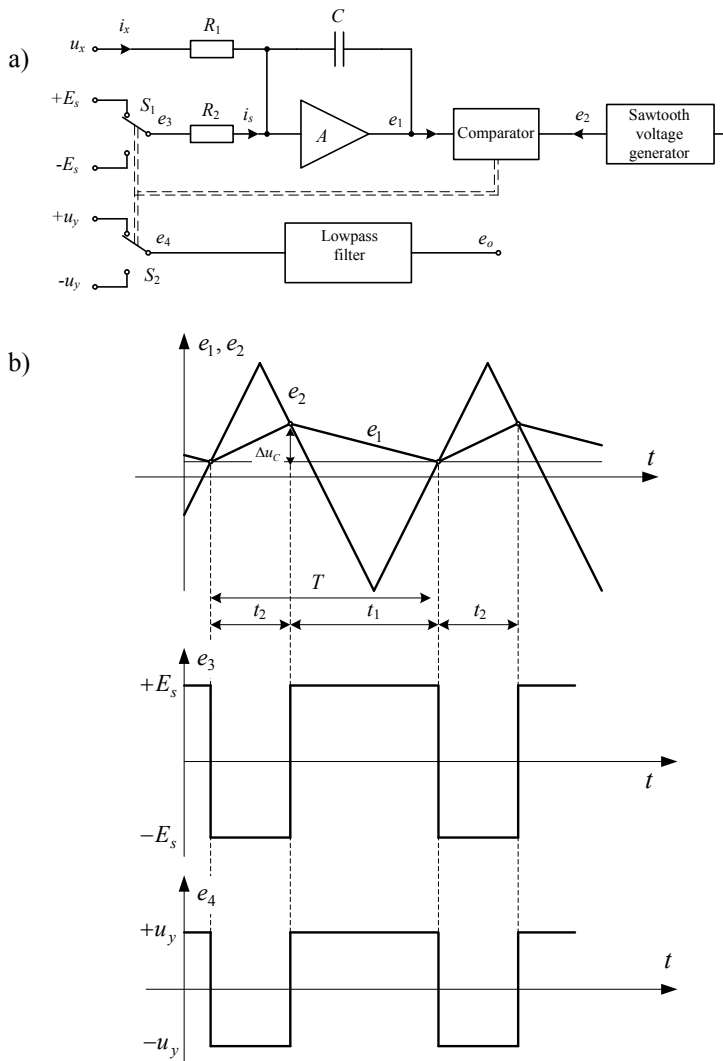 a)
u_x
i_x
R_1
C
+E_s
S_1
e_3
R_2
i_s
A
e_1
Comparator
e_2
Sawtooth
voltage
generator
-E_s
+u_y
e_4
Lowpass
filter
e_o
-u_y
S_2
b)
e_1, e_2
e_2
e_1
Δu_C
t
T
t_2
t_1
t_2
e_3
+E_s
t
−E_s
e_4
+u_y
t
−u_y